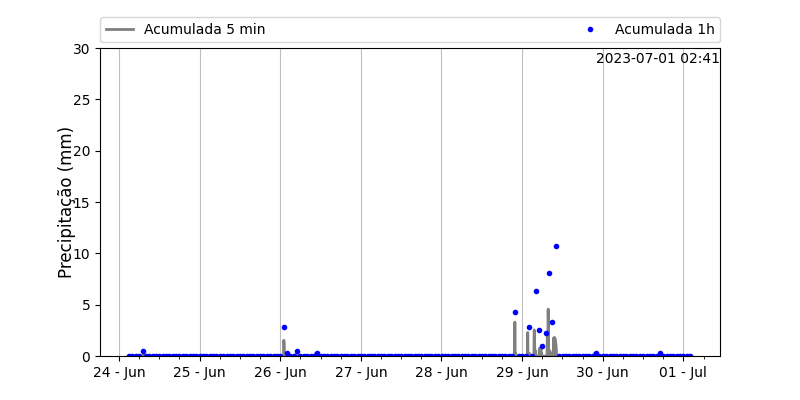 Acumulada 5 min
Acumulada 1h
2023-07-01 02:41
Precipitação (mm)
30
25
20
15
10
5
0
24 - Jun
25 - Jun
26 - Jun
27 - Jun
28 - Jun
29 - Jun
30 - Jun
01 - Jul